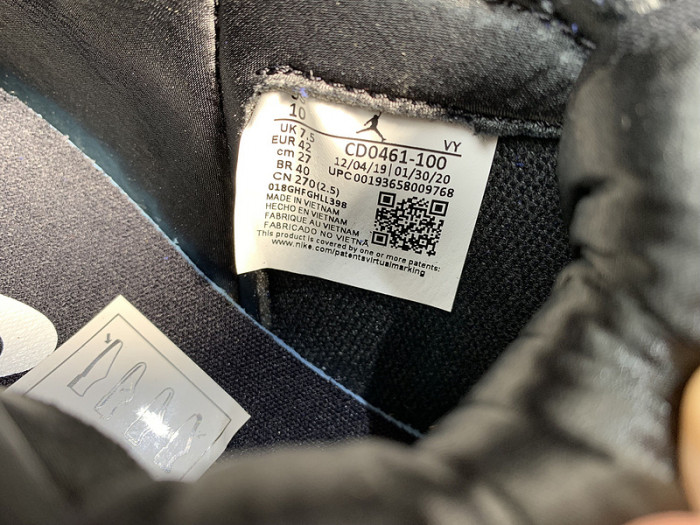 10
VY
UK 7.5
EUR 42
cm 27
BR 40
CN 270(2.5)
CD0461-100
12/04/19 | 01/30/20
UPC00193658009768
018GHFGHLL39B
MADE IN VIETNAM
HECHO EN VIETNAM
FABRIQUE AU VIETNAM
FABRICADO NO VIETNA
This product is covered by one or more patents:
www.nike.com/patentsvirtualmarking